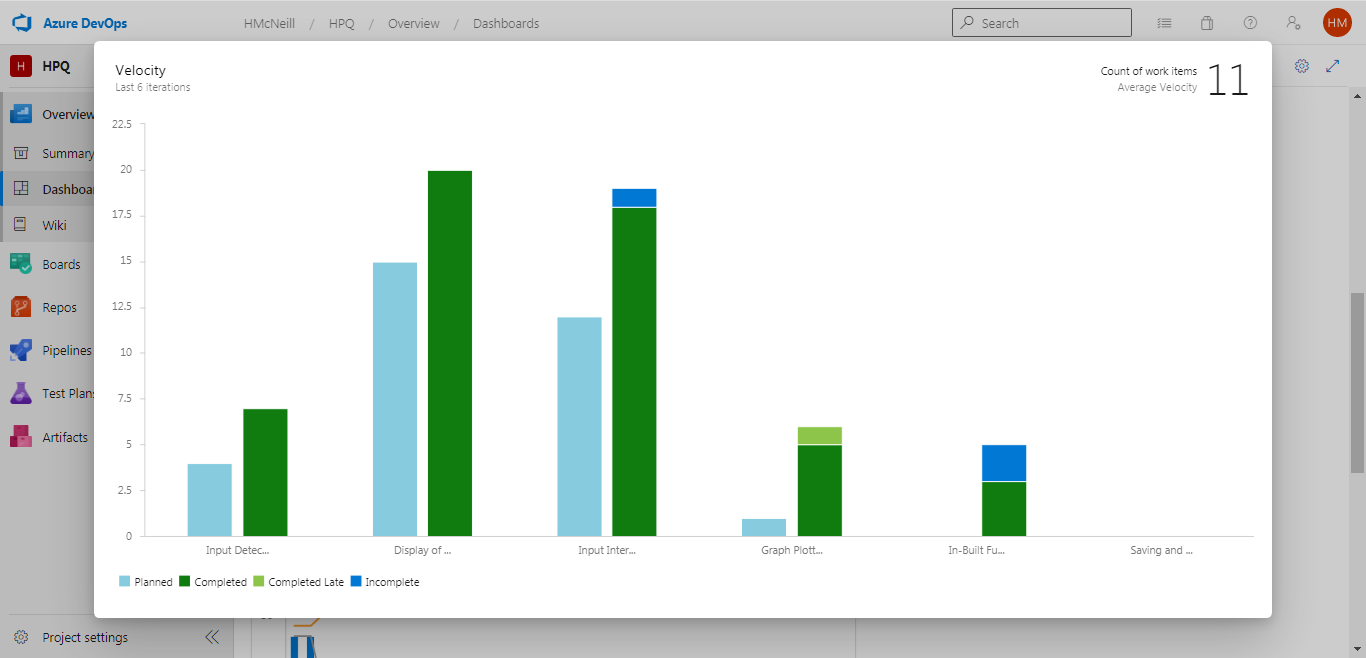 Azure DevOps
HMcNeill / HPQ / Overview / Dashboards
Search
HM
H HPQ
Overview
Summary
Dashboa
Wiki
Boards
Repos
Pipelines
Test Plans
Artifacts
Project settings
Velocity
Last 6 iterations
Count of work items
Average Velocity
11
22.5
20
17.5
15
12.5
10
7.5
5
2.5
0
Input Detec...
Display of ...
Input Inter...
Graph Plott...
In-Built Fu...
Saving and ...
Planned Completed Completed Late Incomplete